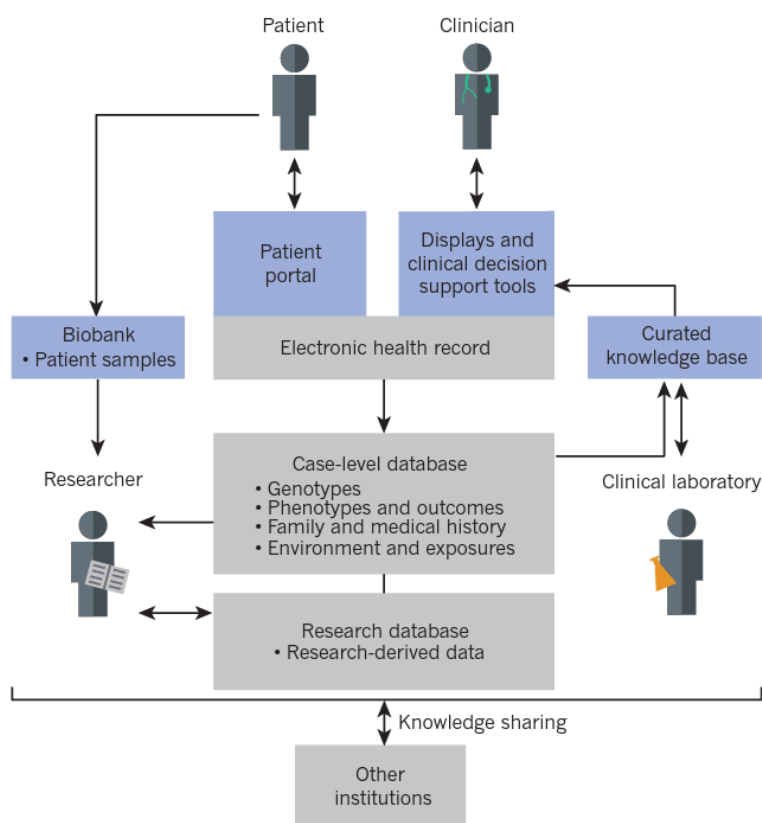 Patient
Clinician
Patient
portal
Displays and
clinical decision
support tools
Biobank
• Patient samples
Electronic health record
Curated
knowledge base
Researcher
Case-level database
• Genotypes
• Phenotypes and outcomes
• Family and medical history
• Environment and exposures
Clinical laboratory
Research database
• Research-derived data
Knowledge sharing
Other
institutions